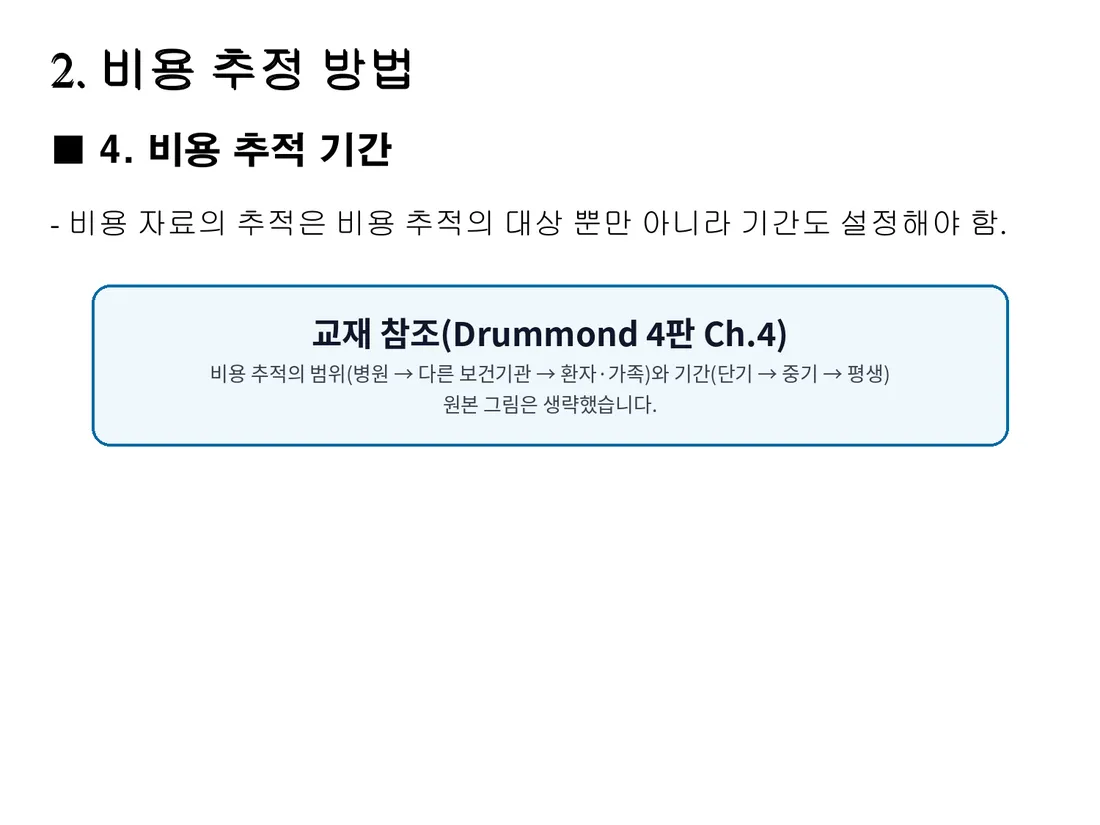 2. 비용 추정 방법
■ 4. 비용 추적 기간
- 비용 자료의 추적은 비용 추적의 대상 뿐만 아니라 기간도 설정해야 함.
교재 참조(Drummond 4판 Ch.4)
비용 추적의 범위(병원 → 다른 보건기관 → 환자·가족)와 기간(단기 → 중기 → 평생)
원본 그림은 생략했습니다.